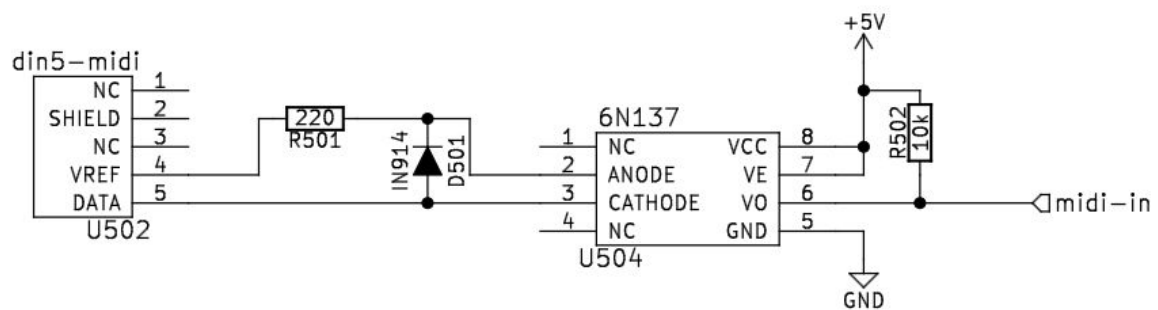 +5V
din5-midi
NC 1
SHIELD 2
NC 3
VREF 4
DATA 5
U502
220
R501
IN914
D501
6N137
1 NC VCC 8
2 ANODE VE 7
3 CATHODE VO 6
4 NC GND 5
U504
R502
10k
midi-in
GND